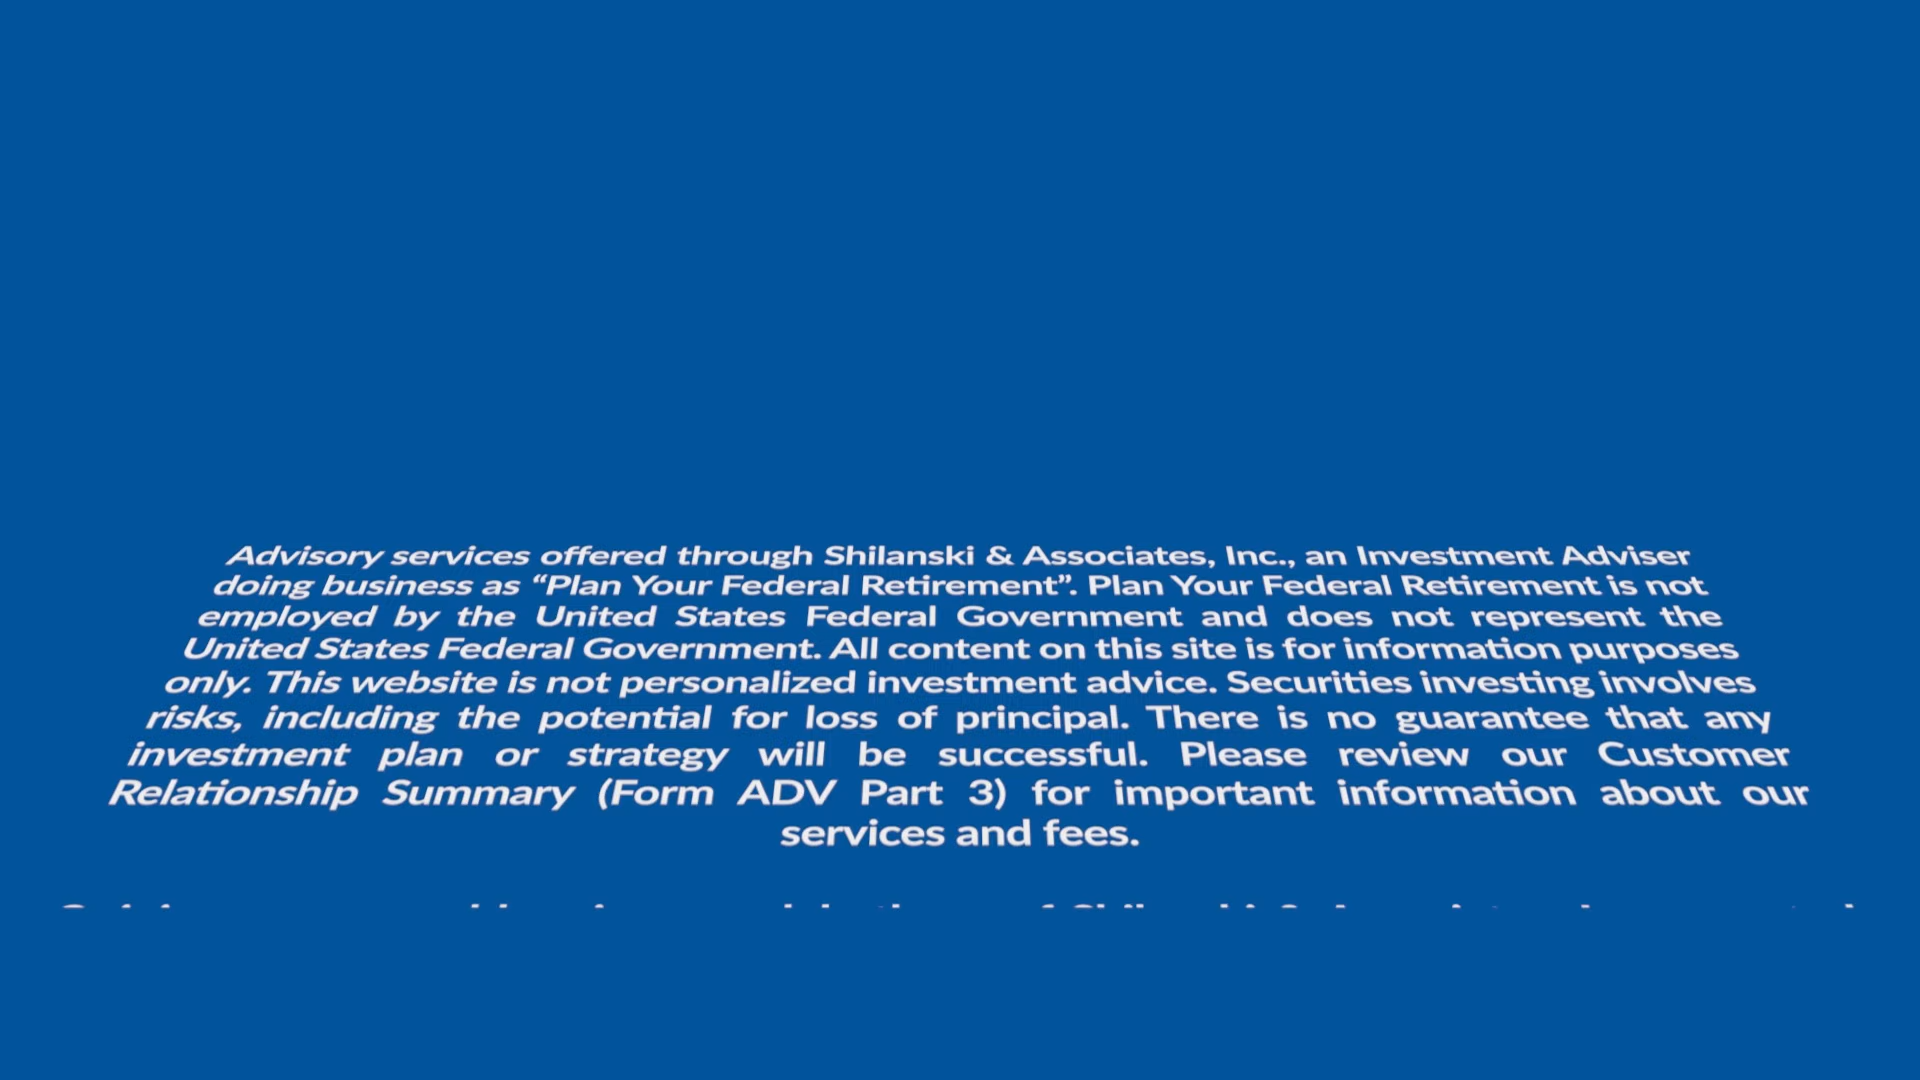 Advisory services offered through Shilanski & Associates, Inc., an Investment Adviser
doing business as “Plan Your Federal Retirement”. Plan Your Federal Retirement is not
employed by the United States Federal Government and does not represent the
United States Federal Government. All content on this site is for information purposes
only. This website is not personalized investment advice. Securities investing involves
risks, including the potential for loss of principal. There is no guarantee that any
investment plan or strategy will be successful. Please review our Customer
Relationship Summary (Form ADV Part 3) for important information about our
services and fees.